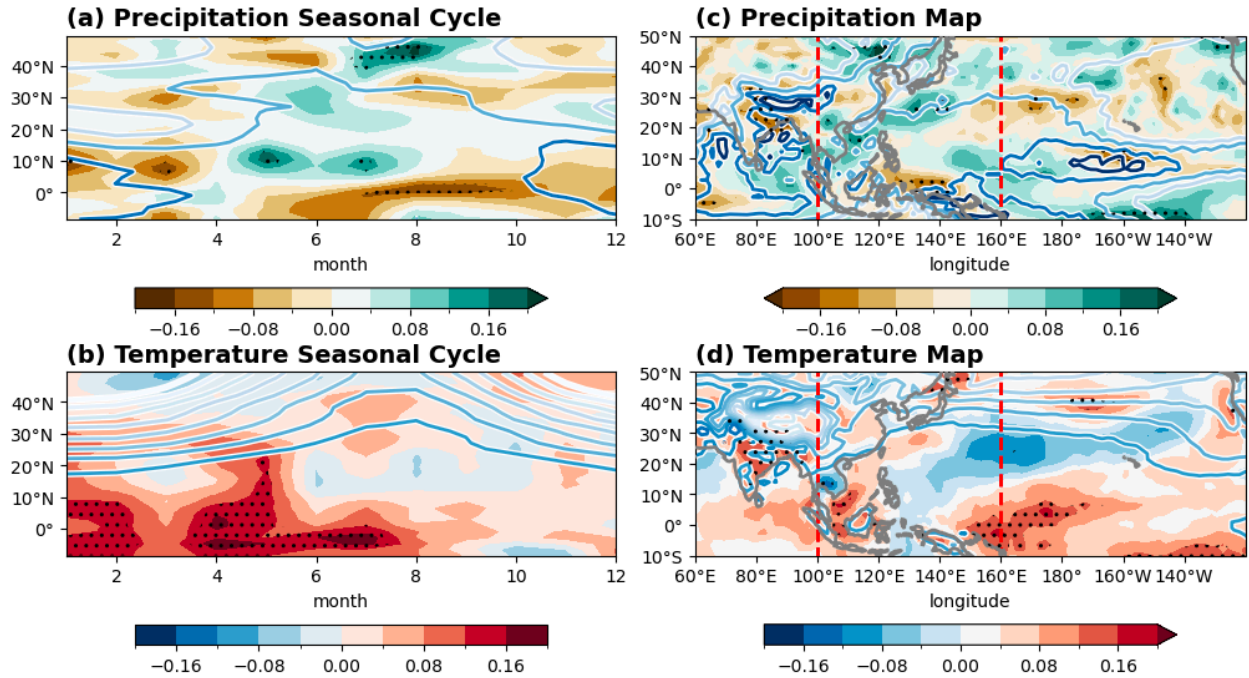 (a) Precipitation Seasonal Cycle
40°N
30°N
20°N
10°N
0°
2 4 6 8 10 12
month
−0.16 −0.08 0.00 0.08 0.16
(c) Precipitation Map
50°N
40°N
30°N
20°N
10°N
0°
10°S
60°E 80°E 100°E 120°E 140°E 160°E 160°W 140°W
longitude
−0.16 −0.08 0.00 0.08 0.16
(b) Temperature Seasonal Cycle
40°N
30°N
20°N
10°N
0°
2 4 6 8 10 12
month
−0.16 −0.08 0.00 0.08 0.16
(d) Temperature Map
50°N
40°N
30°N
20°N
10°N
0°
10°S
60°E 80°E 100°E 120°E 140°E 160°E 160°W 140°W
longitude
−0.16 −0.08 0.00 0.08 0.16